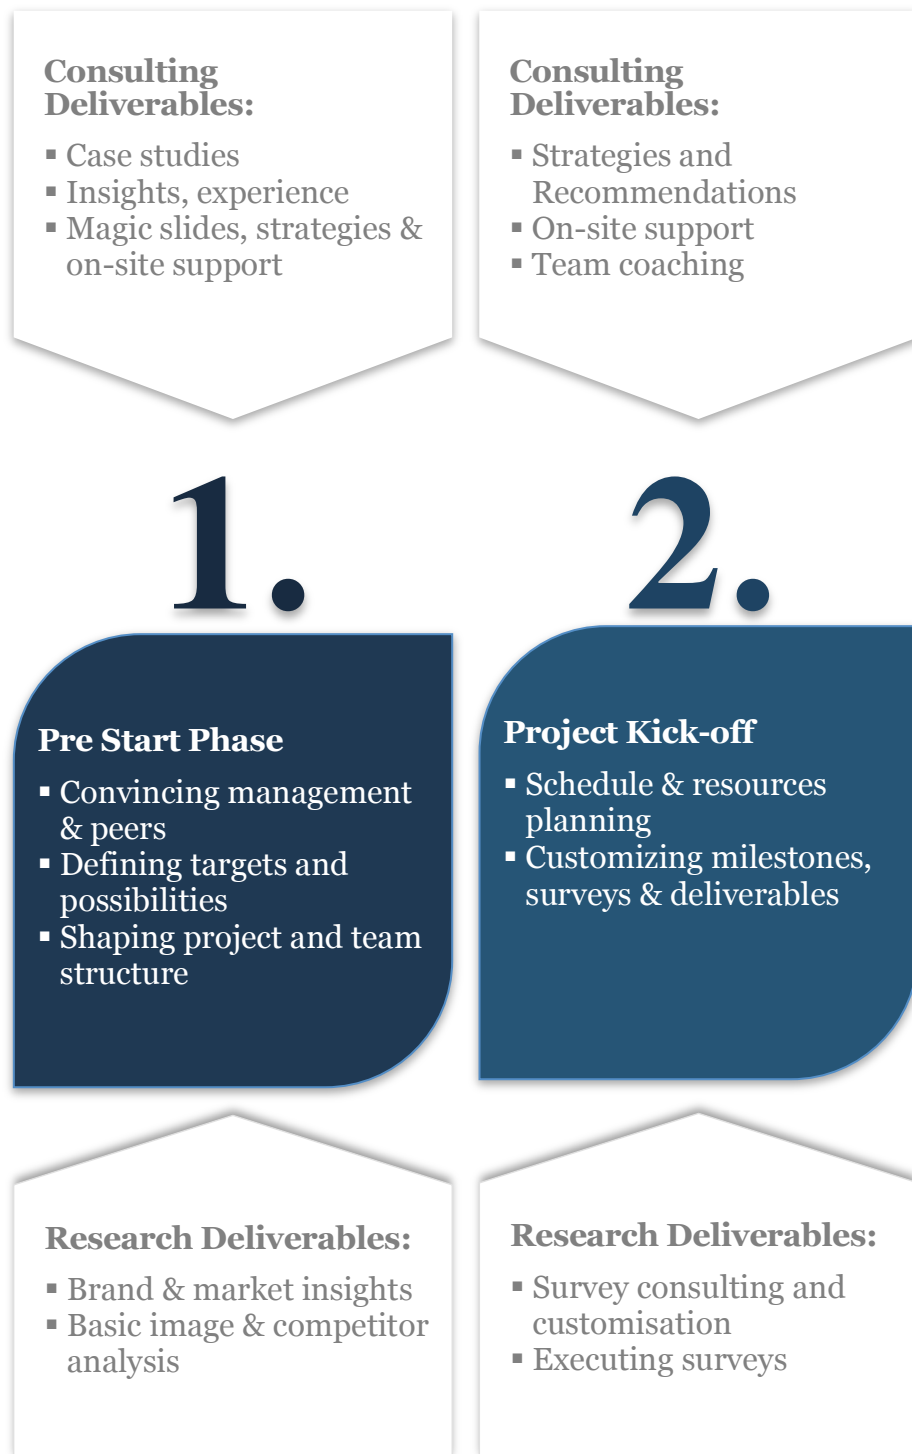 Consulting
Deliverables:
▪ Case studies
▪ Insights, experience
▪ Magic slides, strategies &
on-site support
1.
Pre Start Phase
▪ Convincing management
& peers
▪ Defining targets and
possibilities
▪ Shaping project and team
structure
Research Deliverables:
▪ Brand & market insights
▪ Basic image & competitor
analysis
Consulting
Deliverables:
▪ Strategies and
Recommendations
▪ On-site support
▪ Team coaching
2.
Project Kick-off
▪ Schedule & resources
planning
▪ Customizing milestones,
surveys & deliverables
Research Deliverables:
▪ Survey consulting and
customisation
▪ Executing surveys